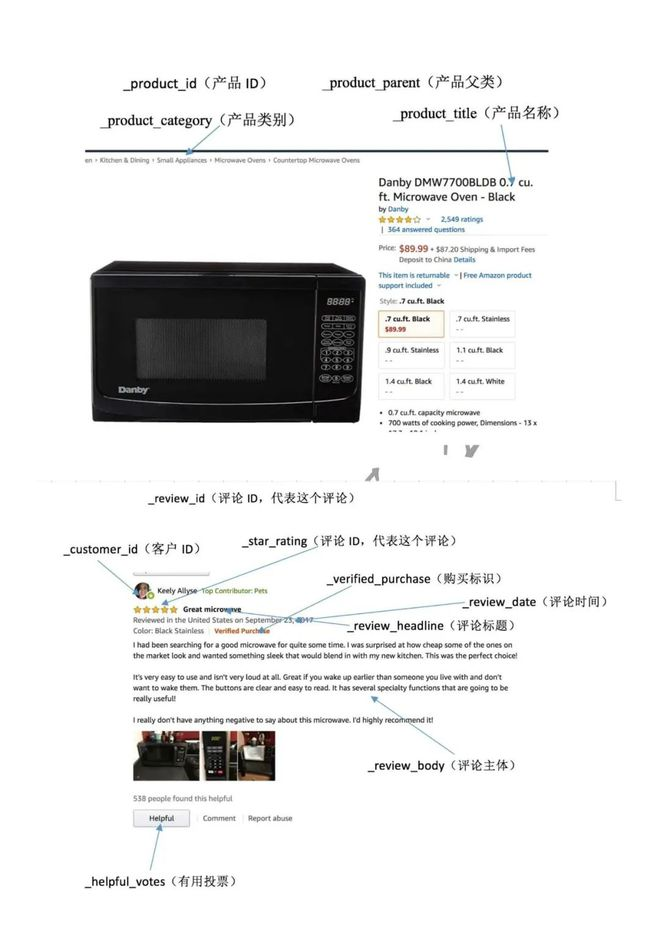 _product_id（产品 ID）
_product_parent（产品父类）
_product_category（产品类别）
_product_title（产品名称）
en › Kitchen & Dining › Small Appliances › Microwave Ovens › Countertop Microwave Ovens
Danby DMW7700BLDB 0.7 cu.
ft. Microwave Oven - Black
by Danby
2,549 ratings
| 364 answered questions
Price: $89.99 + $87.20 Shipping & Import Fees
Deposit to China Details
This item is returnable | Free Amazon product
support included
Style: .7 cu.ft. Black
.7 cu.ft. Black
$89.99
.7 cu.ft. Stainless
- -
.9 cu.ft. Stainless
- -
1.1 cu.ft. Black
- -
1.4 cu.ft. Black
- -
1.4 cu.ft. White
- -
• 0.7 cu.ft. capacity microwave
• 700 watts of cooking power, Dimensions - 13 x
Danby
_review_id（评论 ID，代表这个评论）
_star_rating（评论 ID，代表这个评论）
_customer_id（客户 ID）
_verified_purchase（购买标识）
Keely Allyse Top Contributor: Pets
_review_date（评论时间）
Great microwave
Reviewed in the United States on September 23, 2017
_review_headline（评论标题）
Color: Black Stainless | Verified Purchase
I had been searching for a good microwave for quite some time. I was surprised at how cheap some of the ones on
the market look and wanted something sleek that would blend in with my new kitchen. This was the perfect choice!
It's very easy to use and isn't very loud at all. Great if you wake up earlier than someone you live with and don't
want to wake them. The buttons are clear and easy to read. It has several specialty functions that are going to be
really useful!
I really don't have anything negative to say about this microwave. I'd highly recommend it!
_review_body（评论主体）
538 people found this helpful
Helpful
Comment
Report abuse
_helpful_votes（有用投票）